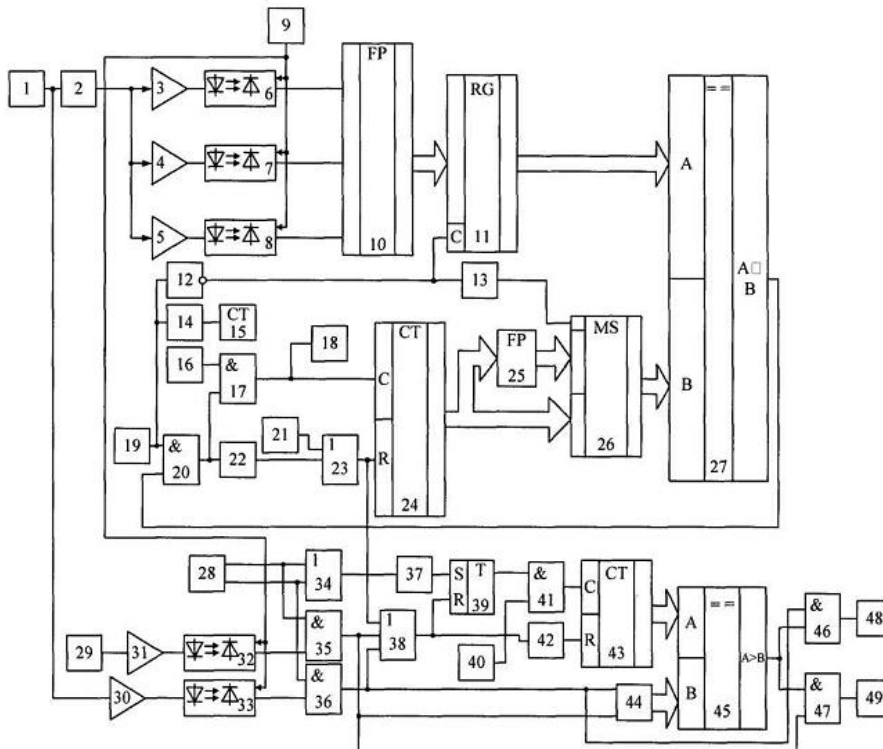 9
FP
1
2
3
6
RG
= =
4
7
A
5
8
10
C
11
12
13
A□
B
14
CT
15
CT
MS
16
&
17
18
FP
25
C
B
19
&
20
21
22
1
23
R
24
26
27
28
1
34
37
S
T
R
39
&
41
C
CT
= =
&
46
48
29
31
32
&
35
1
38
40
42
R
43
A
A>B
30
33
&
36
44
B
45
&
47
49